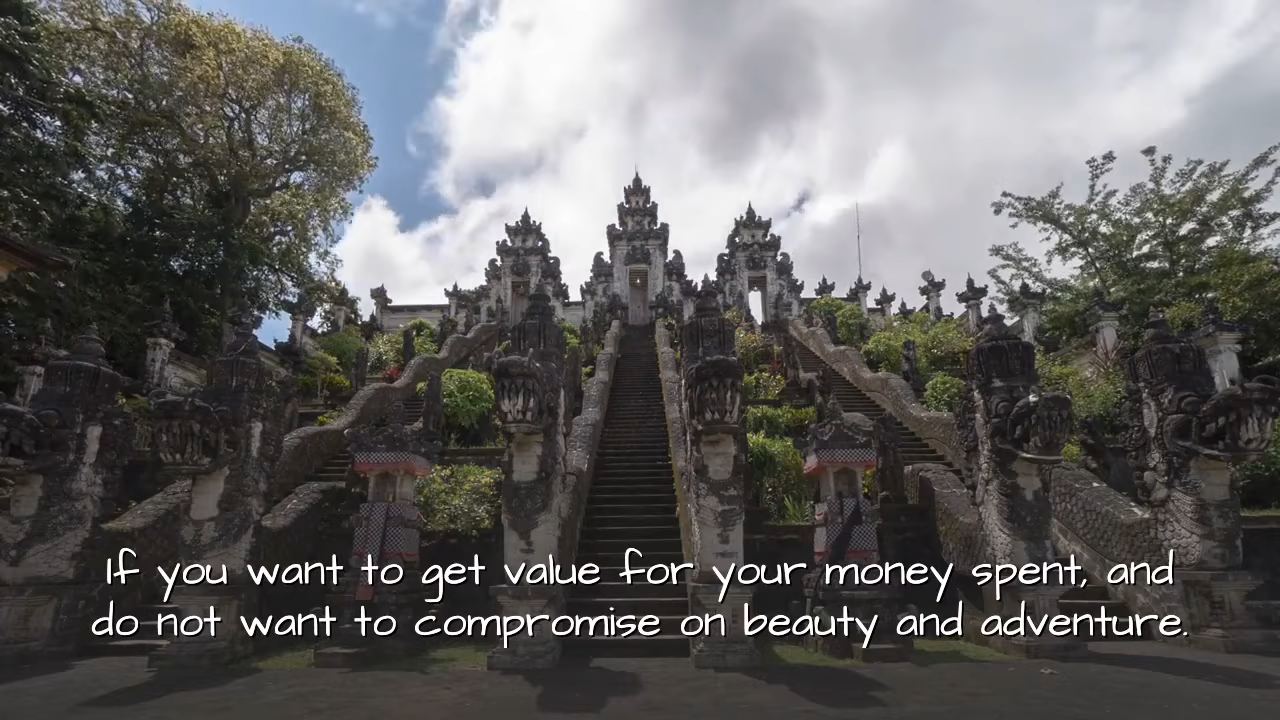 If you want to get value for your money spent, and
do not want to compromise on beauty and adventure.